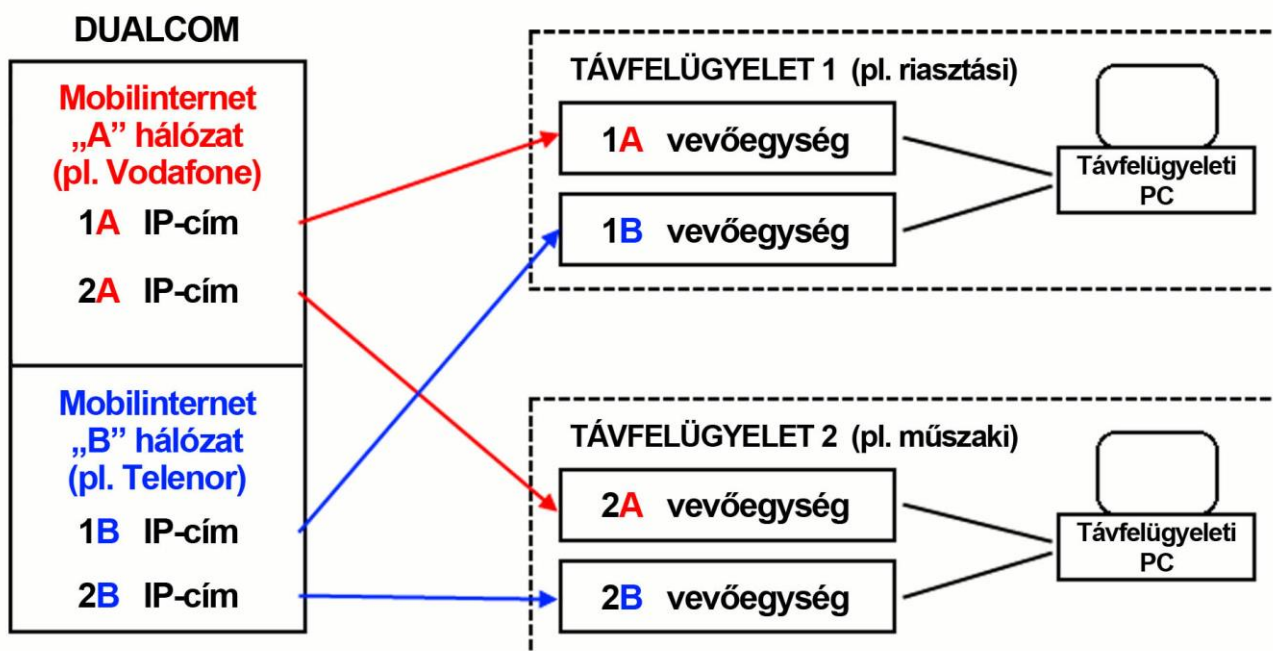 DUALCOM
Mobilinternet
„A” hálózat
(pl. Vodafone)
1A IP-cím
2A IP-cím
Mobilinternet
„B” hálózat
(pl. Telenor)
1B IP-cím
2B IP-cím
TÁVFELÜGYELET 1 (pl. riasztási)
1A vevőegység
1B vevőegység
Távfelügyeleti
PC
TÁVFELÜGYELET 2 (pl. műszaki)
2A vevőegység
2B vevőegység
Távfelügyeleti
PC